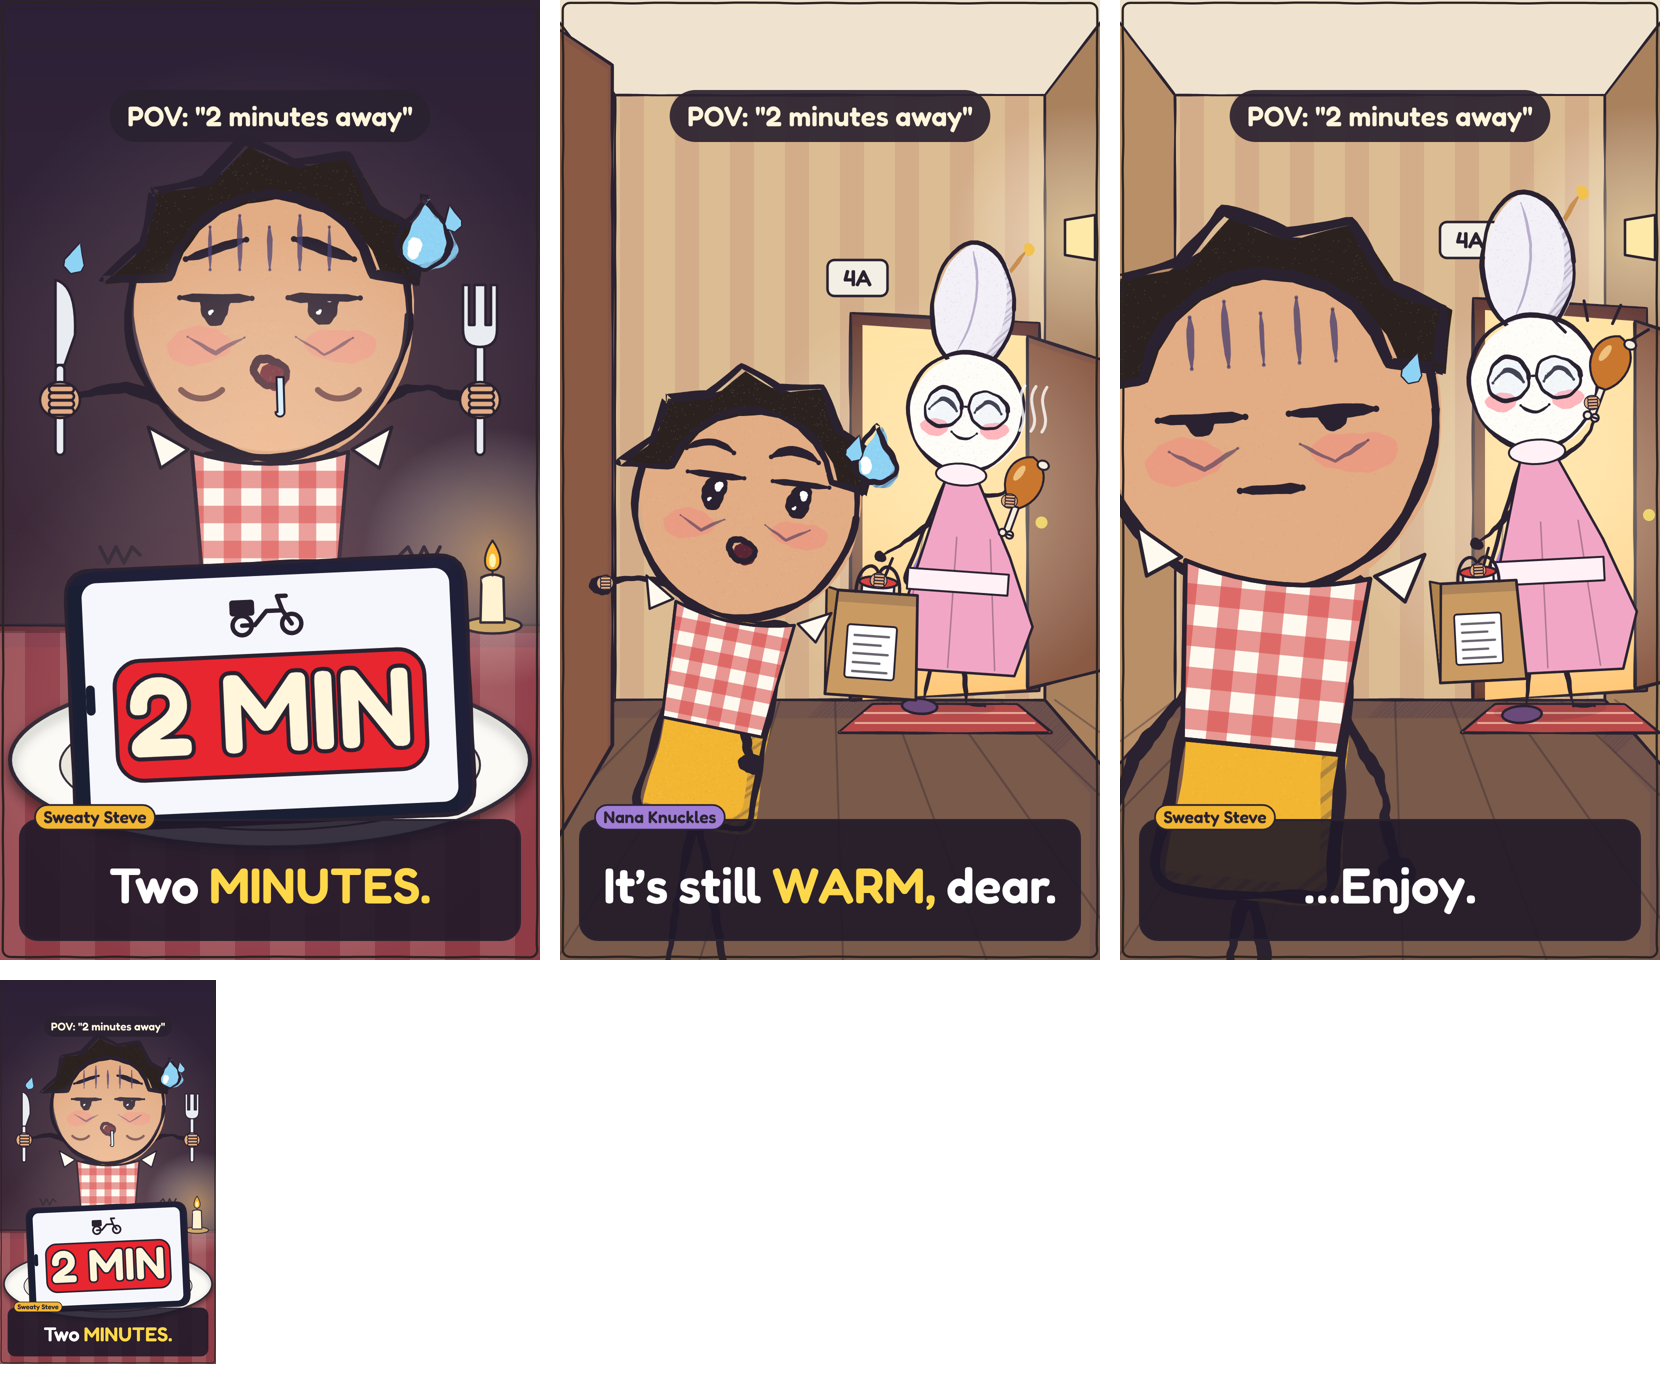 POV: "2 minutes away"
2 MIN
Sweaty Steve
Two MINUTES.
POV: "2 minutes away"
4A
Nana Knuckles
It's still WARM, dear.
POV: "2 minutes away"
4A
Sweaty Steve
...Enjoy.
POV: "2 minutes away"
2 MIN
Sweaty Steve
Two MINUTES.